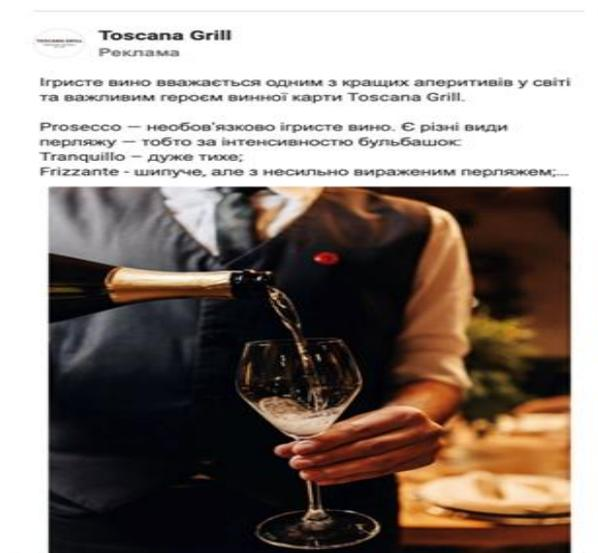 Toscana Grill
Реклама
Ігристе вино вважається одним з кращих аперитивів у світі
та важливим героєм винної карти Toscana Grill.
Prosecco — необов'язково ігристе вино. Є різні види
перляжу — тобто за інтенсивністю бульбашок:
Tranquillo – дуже тихе;
Frizzante - шипуче, але з несильно вираженим перляжем;...